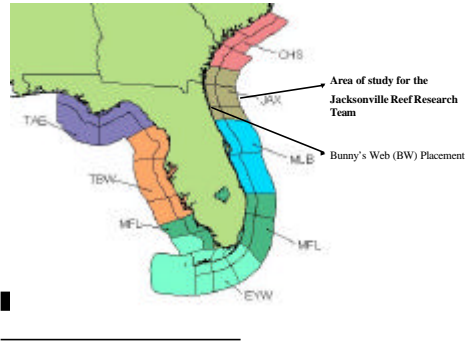 CHS
Area of study for the
Jacksonville Reef Research
Team
JAX
TAE
Bunny's Web (BW) Placement
MLB
TBW
MFL
MFL
EYW